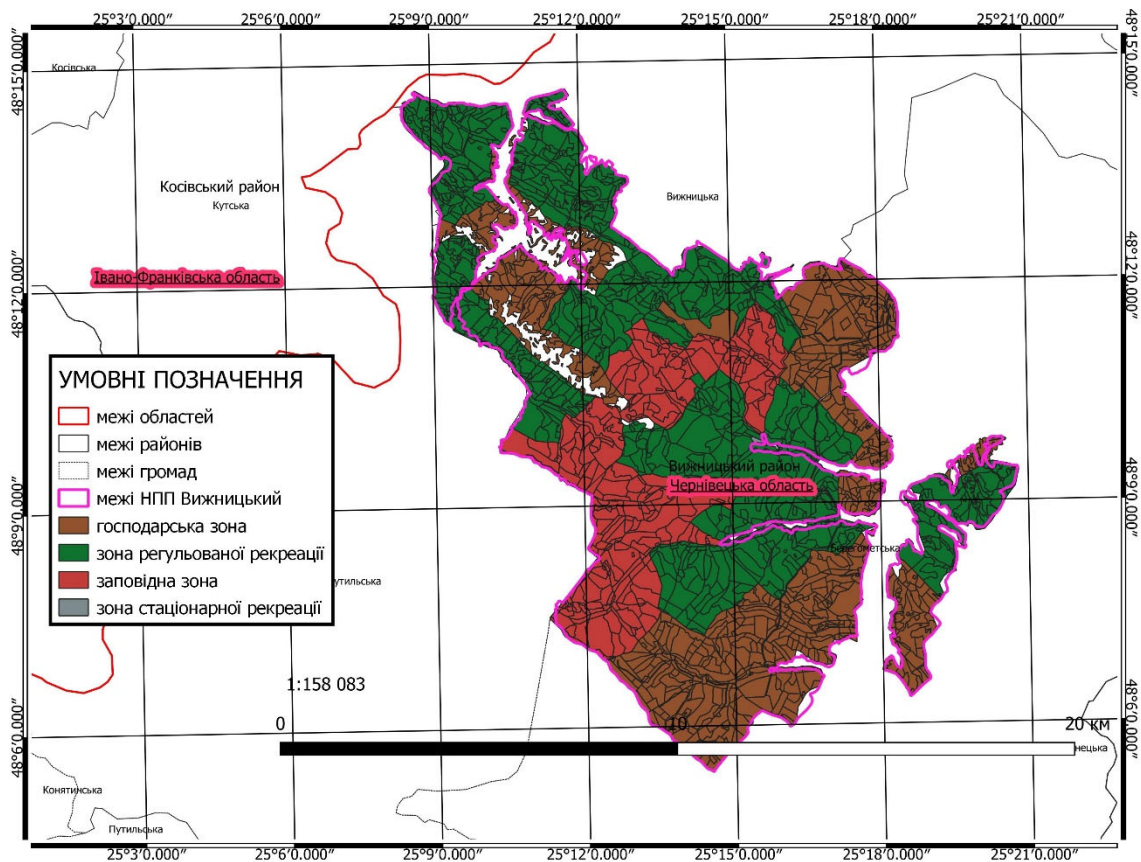 25°3′0.000″ 25°6′0.000″ 25°12′0.000″ 25°15′0.000″ 25°18′0.000″ 25°21′0.000″
48°15′0.000″
48°15′0.000″
Косівська
Косівський район
Кутська
Вижницька
Івано-Франківська область
48°12′0.000″
48°12′0.000″
УМОВНІ ПОЗНАЧЕННЯ
межі областей
межі районів
межі громад
межі НПП Вижницький
господарська зона
зона регульованої рекреації
заповідна зона
зона стаціонарної рекреації
Вижницький район
Чернівецька область
48°9′0.000″
48°9′0.000″
Берегометська
утильська
1:158 083
0 10 20 км
48°6′0.000″
48°6′0.000″
нецька
Конятинська
Путильська
25°3′0.000″ 25°6′0.000″ 25°9′0.000″ 25°12′0.000″ 25°15′0.000″ 25°18′0.000″ 25°21′0.000″